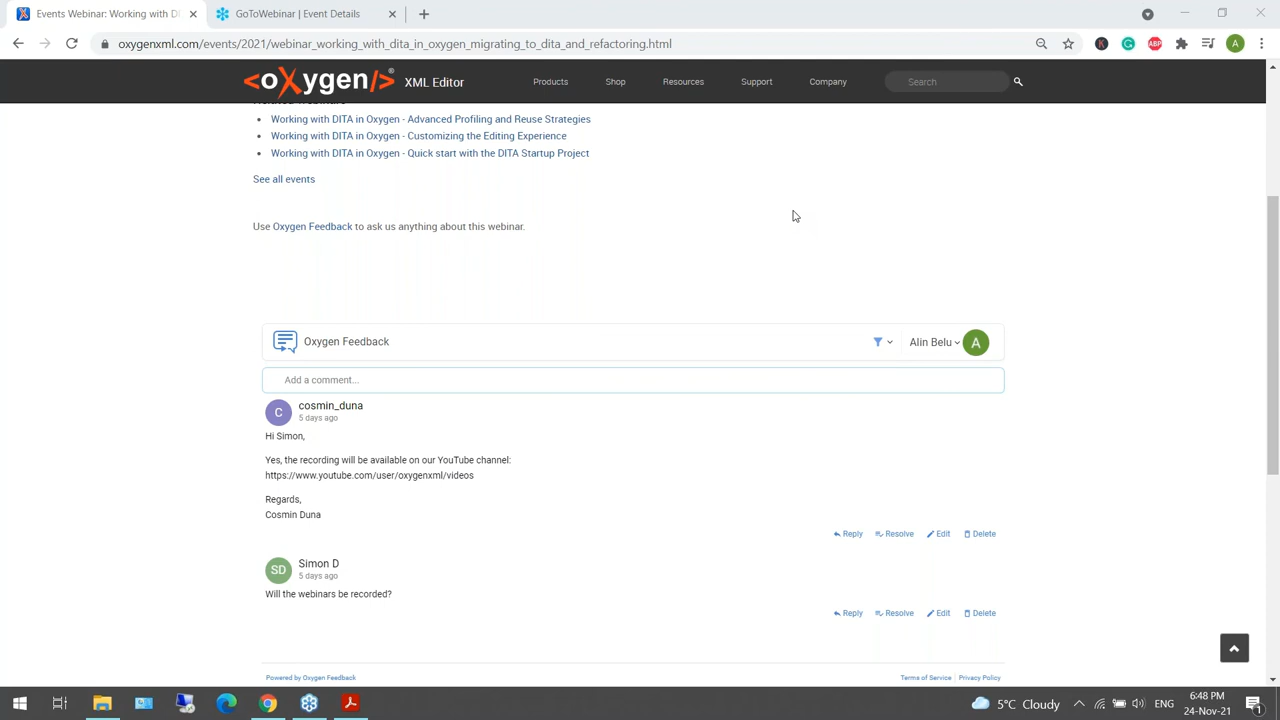 Events Webinar: Working with DI
GoToWebinar | Event Details
oxygenxml.com/events/2021/webinar_working_with_dita_in_oxygen_migrating_to_dita_and_refactoring.html
K
ABP
A
<oXygen/>® XML Editor
Products
Shop
Resources
Support
Company
Search
Related Webinars
Working with DITA in Oxygen - Advanced Profiling and Reuse Strategies
Working with DITA in Oxygen - Customizing the Editing Experience
Working with DITA in Oxygen - Quick start with the DITA Startup Project
See all events
Use Oxygen Feedback to ask us anything about this webinar.
Oxygen Feedback
Alin Belu
A
Add a comment...
C
cosmin_duna
5 days ago
Hi Simon,
Yes, the recording will be available on our YouTube channel:
https://www.youtube.com/user/oxygenxml/videos
Regards,
Cosmin Duna
Reply Resolve Edit Delete
SD
Simon D
5 days ago
Will the webinars be recorded?
Reply Resolve Edit Delete
Powered by Oxygen Feedback
Terms of Service Privacy Policy
5°C Cloudy
ENG
6:48 PM
24-Nov-21
1